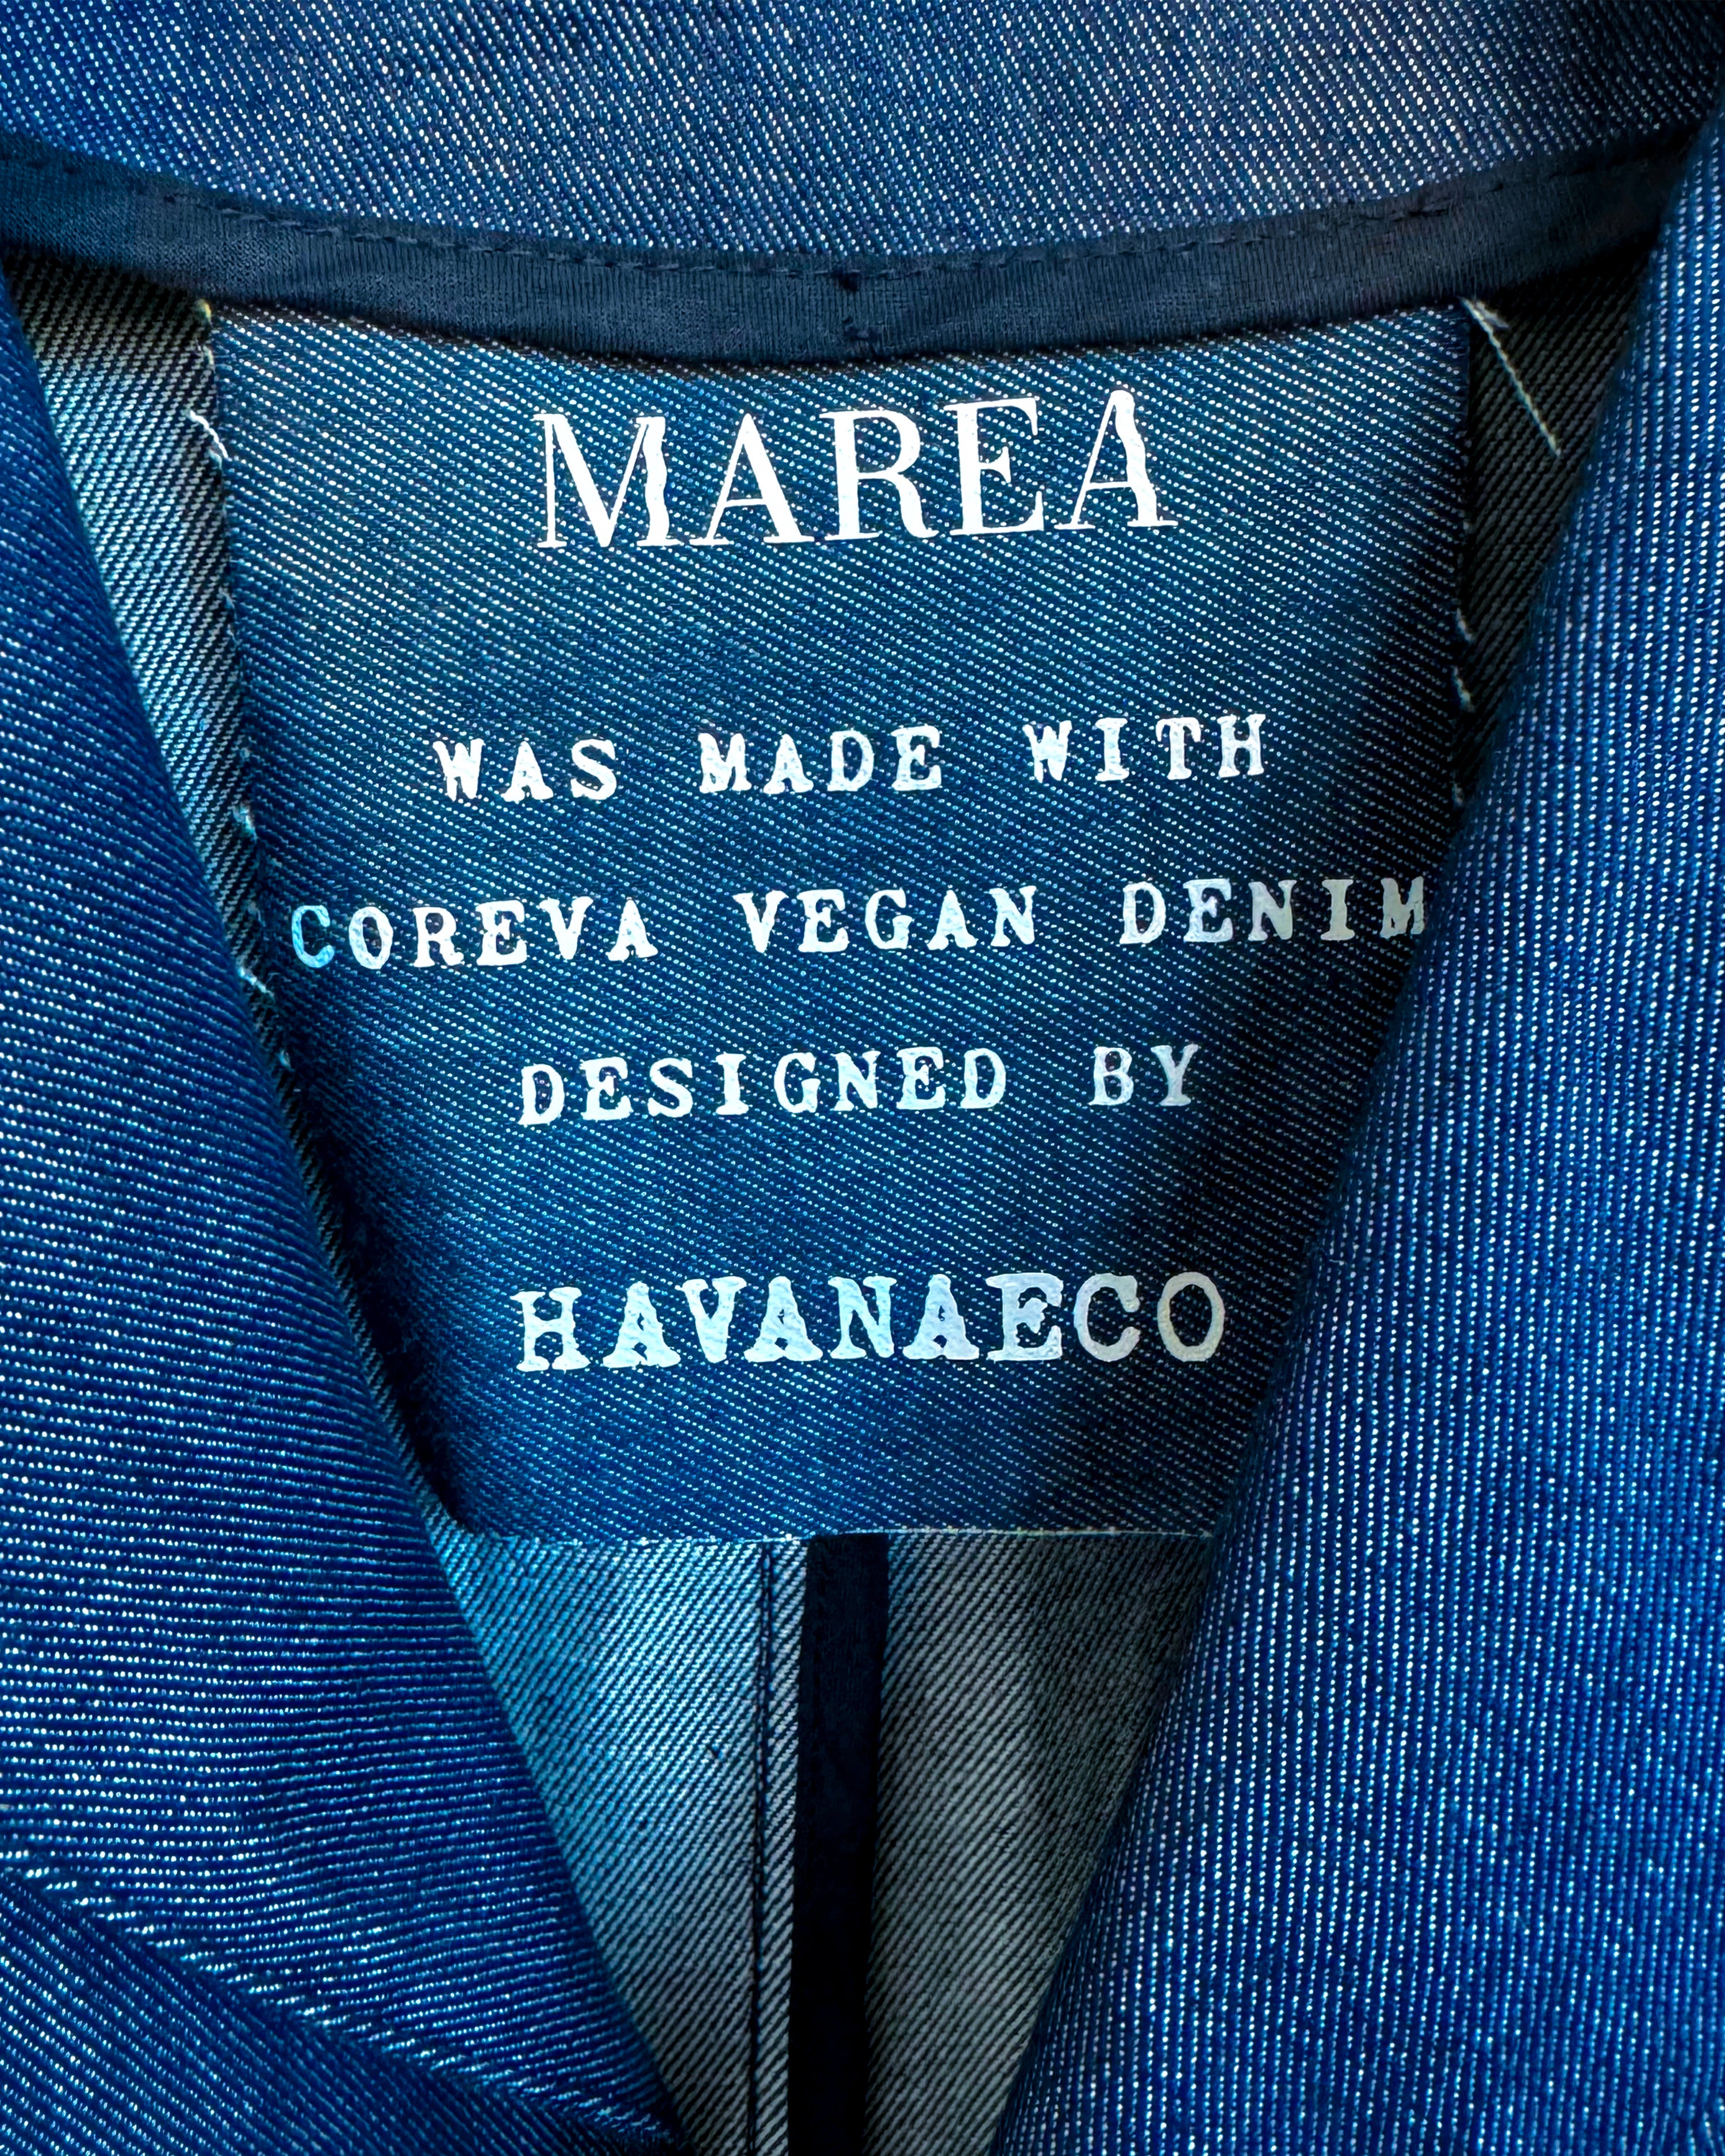 MAREA
WAS MADE WITH
COREVA VEGAN DENIM
DESIGNED BY
HAVANAECO